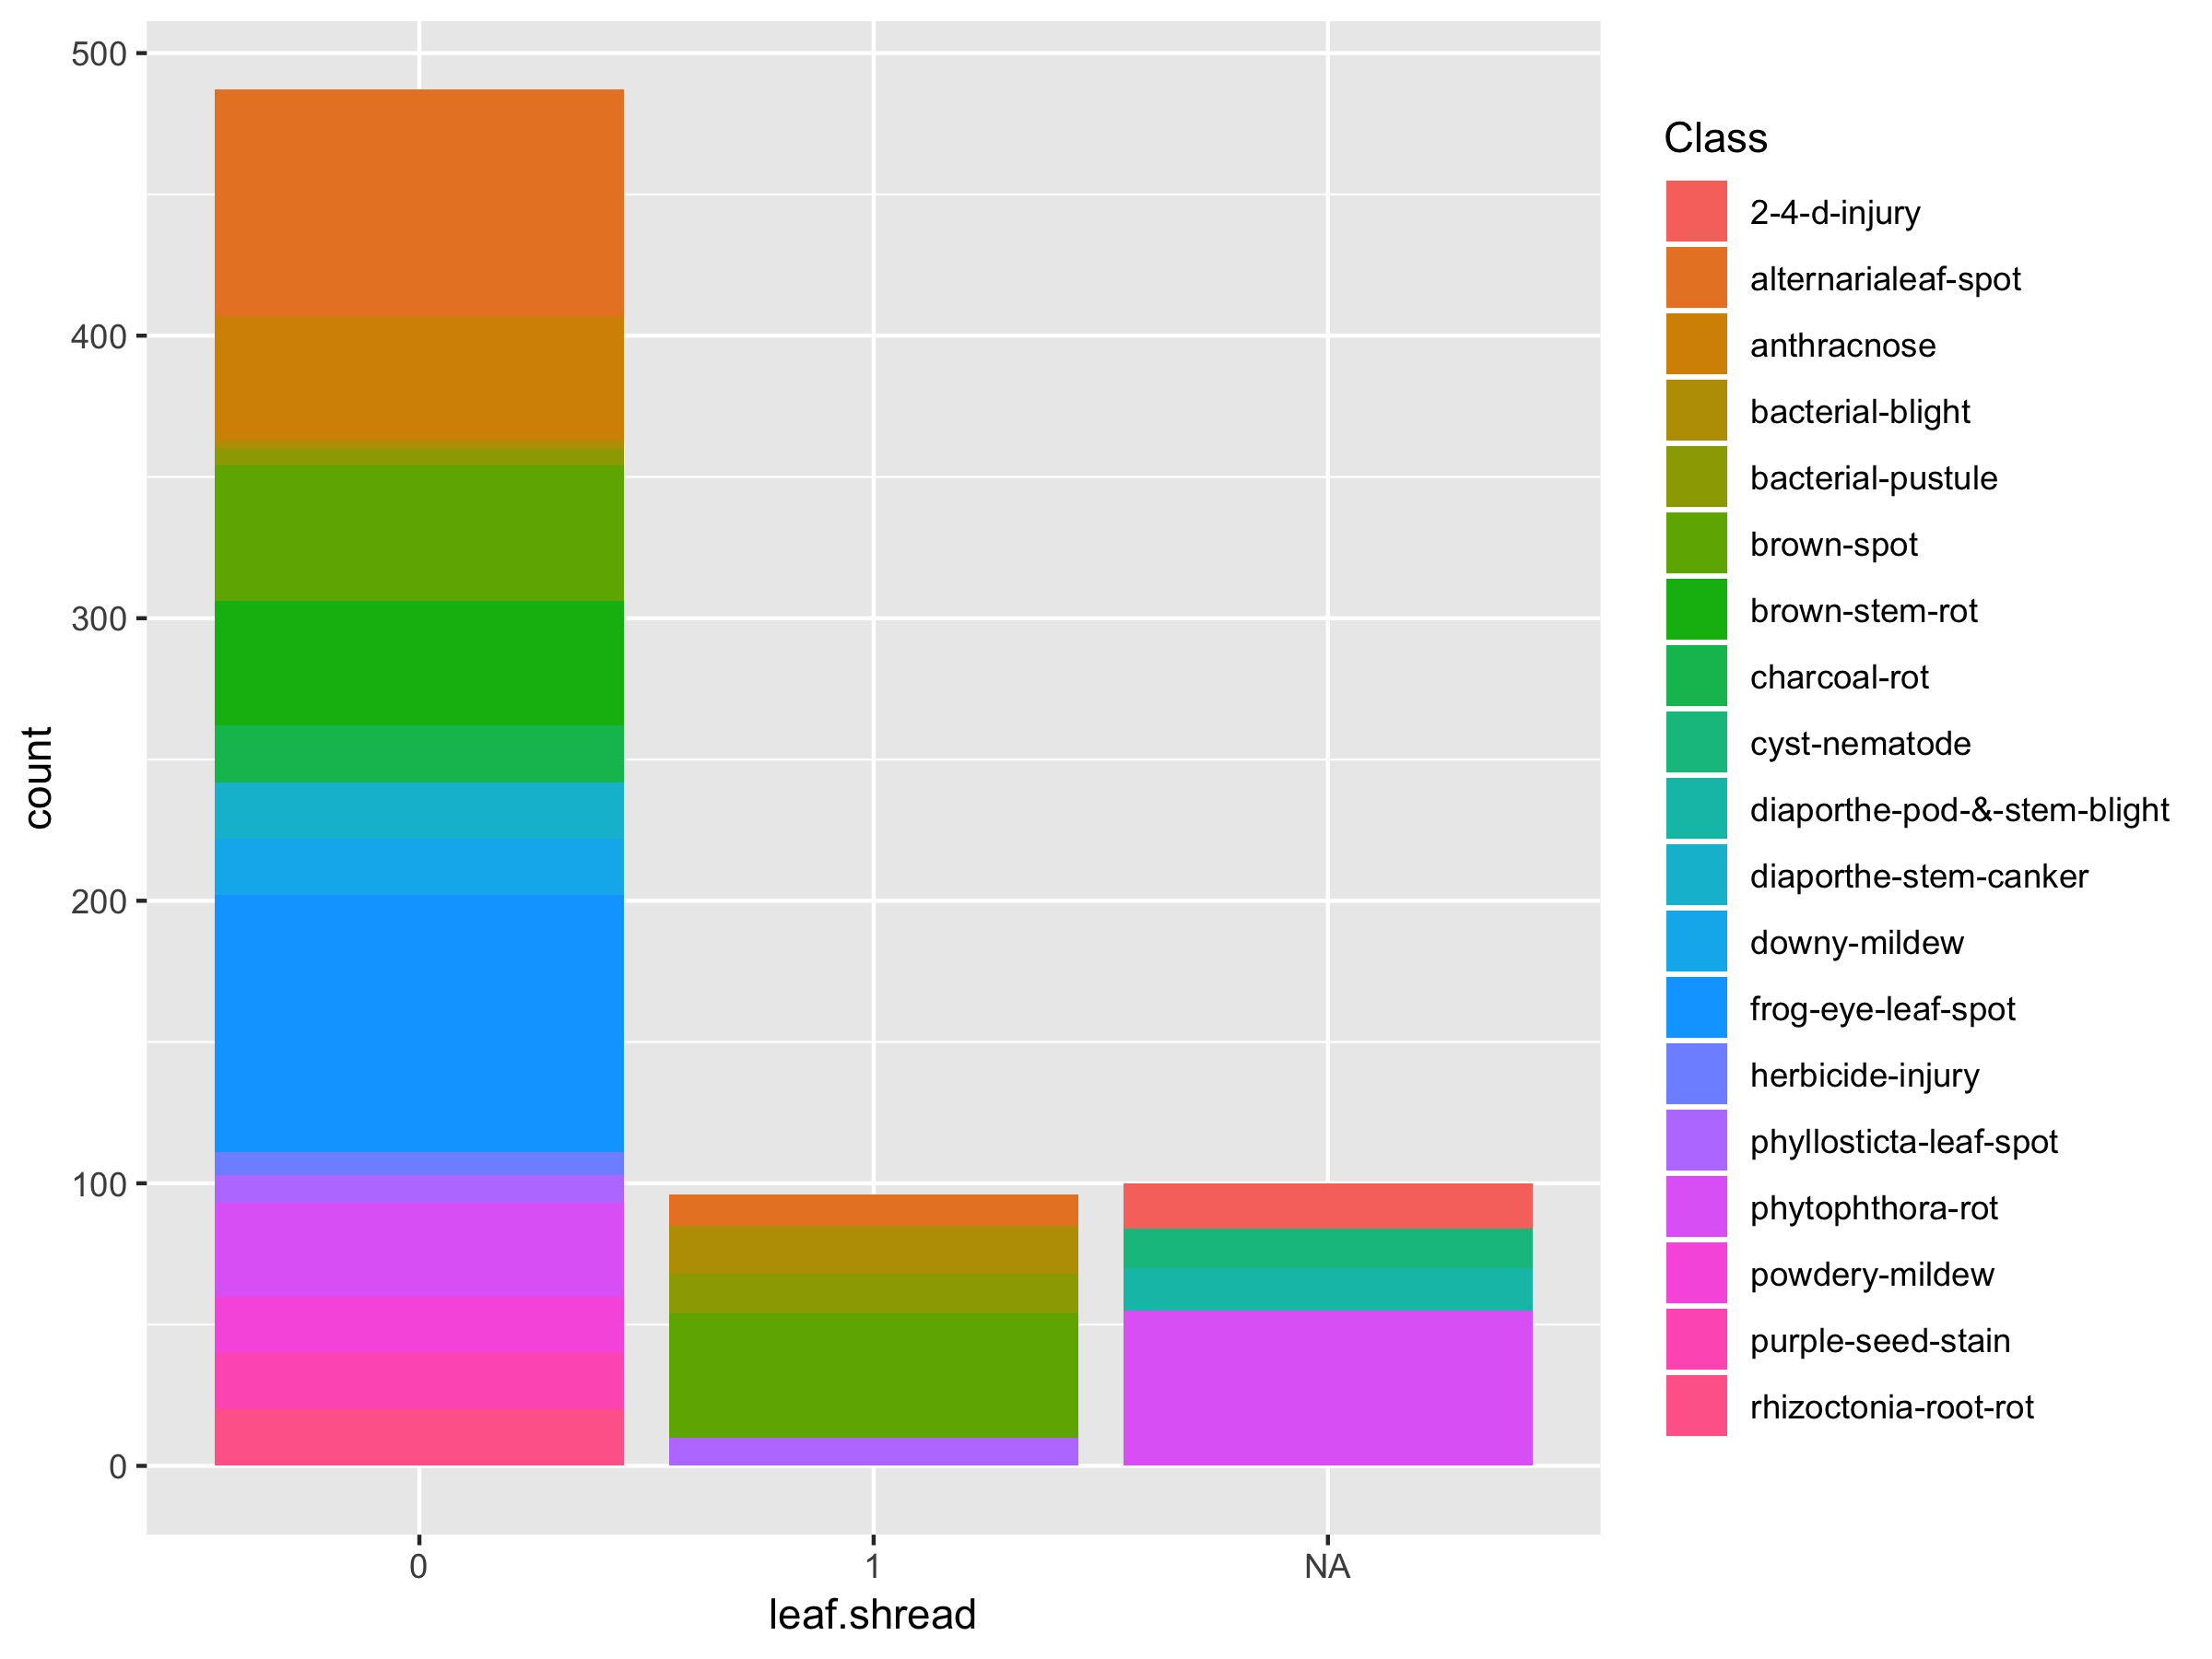 500
400
300
200
100
0
count
0
1
NA
leaf.shread
Class
2-4-d-injury
alternarialeaf-spot
anthracnose
bacterial-blight
bacterial-pustule
brown-spot
brown-stem-rot
charcoal-rot
cyst-nematode
diaporthe-pod-&-stem-blight
diaporthe-stem-canker
downy-mildew
frog-eye-leaf-spot
herbicide-injury
phyllosticta-leaf-spot
phytophthora-rot
powdery-mildew
purple-seed-stain
rhizoctonia-root-rot